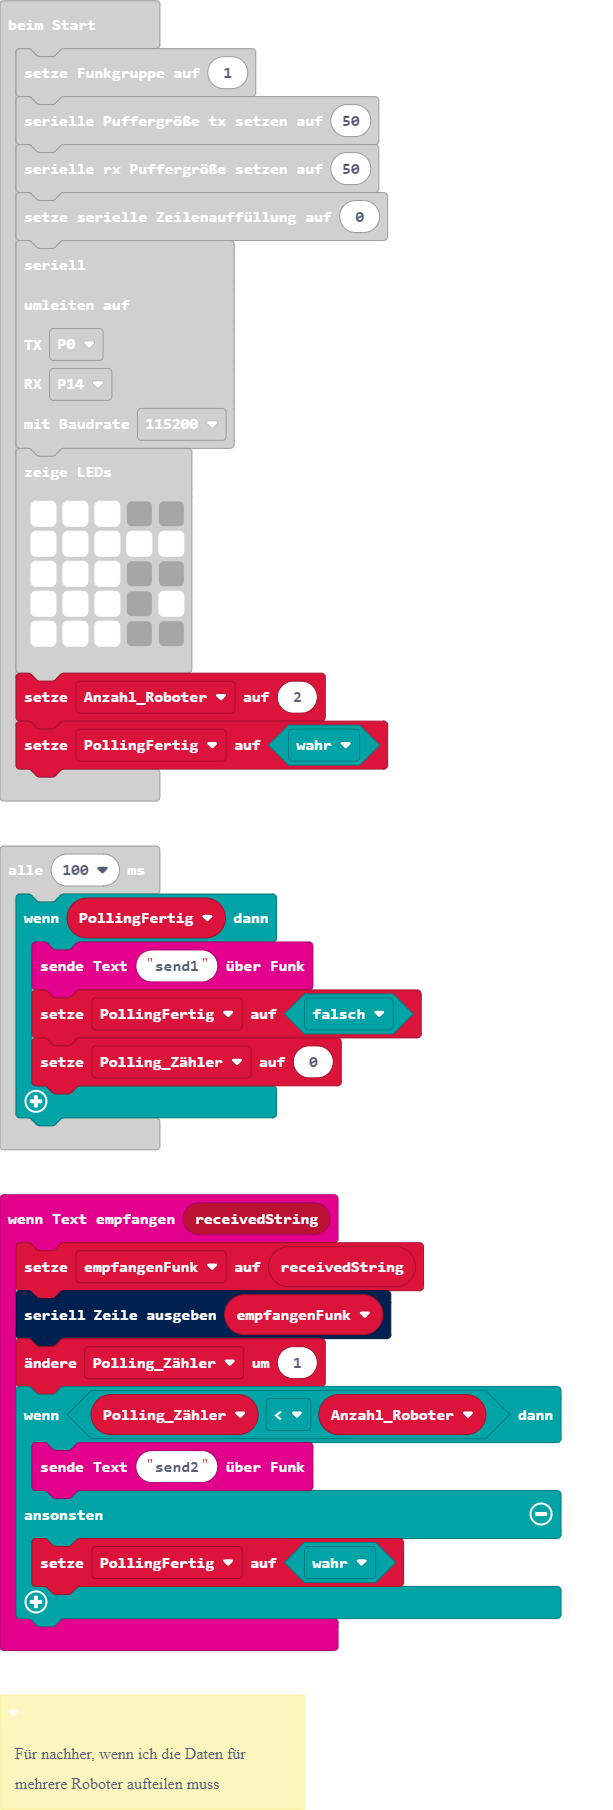 beim Start
setze Funkgruppe auf 1
serielle Puffergröße tx setzen auf 50
serielle rx Puffergröße setzen auf 50
setze serielle Zeilenauffüllung auf 0
seriell
umleiten auf
TX P0
RX P14
mit Baudrate 115200
zeige LEDs
setze Anzahl_Roboter auf 2
setze PollingFertig auf wahr
alle 100 ms
wenn PollingFertig dann
sende Text "send1" über Funk
setze PollingFertig auf falsch
setze Polling_Zähler auf 0
wenn Text empfangen receivedString
setze empfangenFunk auf receivedString
seriell Zeile ausgeben empfangenFunk
ändere Polling_Zähler um 1
wenn Polling_Zähler < Anzahl_Roboter dann
sende Text "send2" über Funk
ansonsten
setze PollingFertig auf wahr
Für nachher, wenn ich die Daten für
mehrere Roboter aufteilen muss